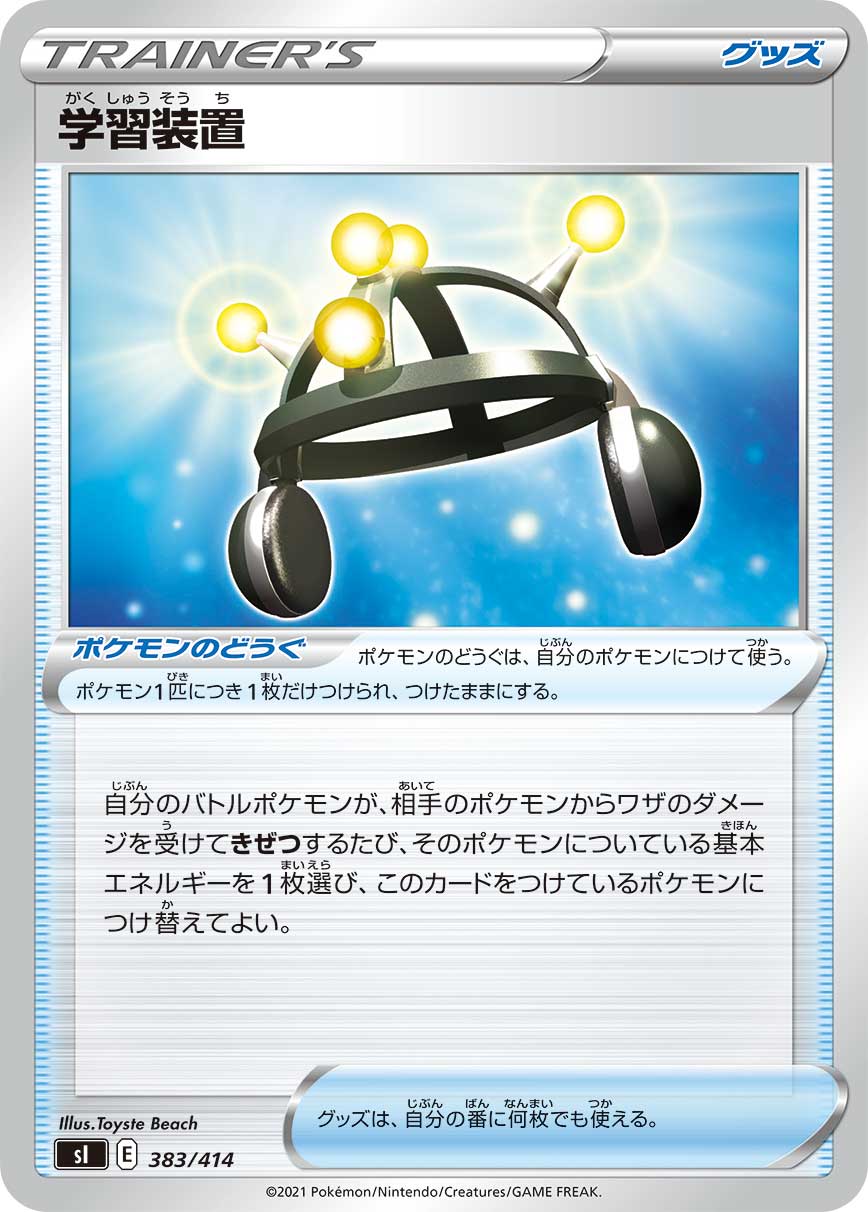 TRAINER'S グッズ
がくしゅうそうち
学習装置
ポケモンのどうぐ ポケモンのどうぐは、自分のポケモンにつけて使う。
ポケモン1匹につき1枚だけつけられ、つけたままにする。
自分のバトルポケモンが、相手のポケモンからワザのダメー
ジを受けてきぜつするたび、そのポケモンについている基本
エネルギーを1枚選び、このカードをつけているポケモンに
つけ替えてよい。
グッズは、自分の番に何枚でも使える。
Illus.Toyste Beach
sI E 383/414
©2021 Pokémon/Nintendo/Creatures/GAME FREAK.